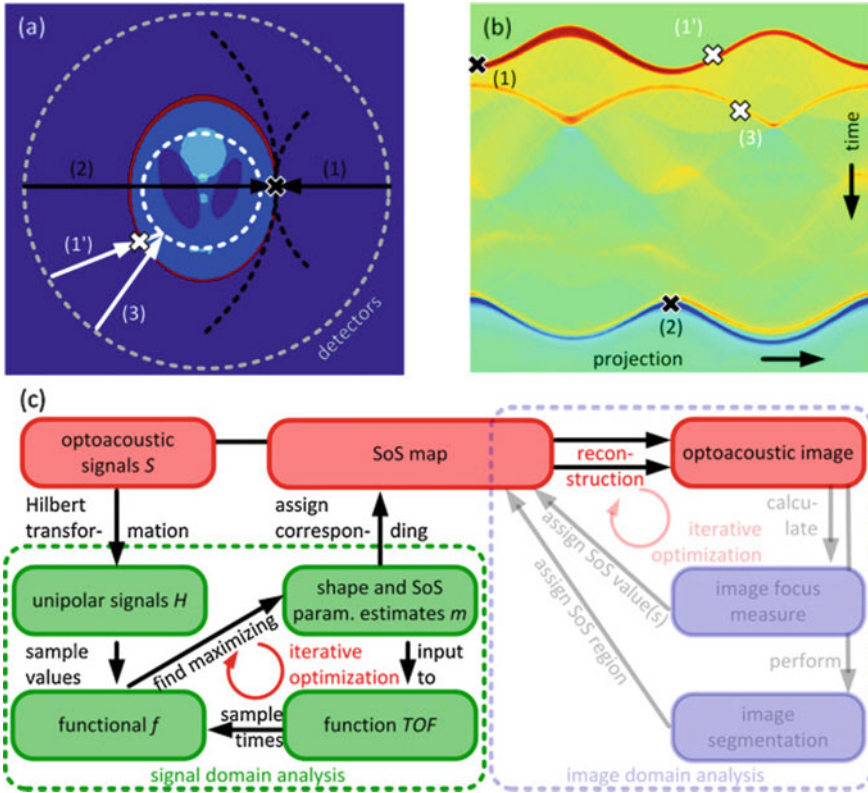 (a)
(2)
(1)
(1')
(3)
detectors
(b)
(1')
(1)
(3)
time
(2)
projection
(c)
optoacoustic
signals S
SoS map
recon-
struction
optoacoustic image
Hilbert
transfor-
mation
assign
correspon-
ding
assign SoS value(s)
assign SoS region
iterative
optimization
calcu-
late
unipolar signals H
shape and SoS
param. estimates m
image focus
measure
sample
values
find maximizing
iterative
optimization
input
to
perform
functional f
sample
times
function TOF
image
segmentation
signal domain analysis
image domain analysis